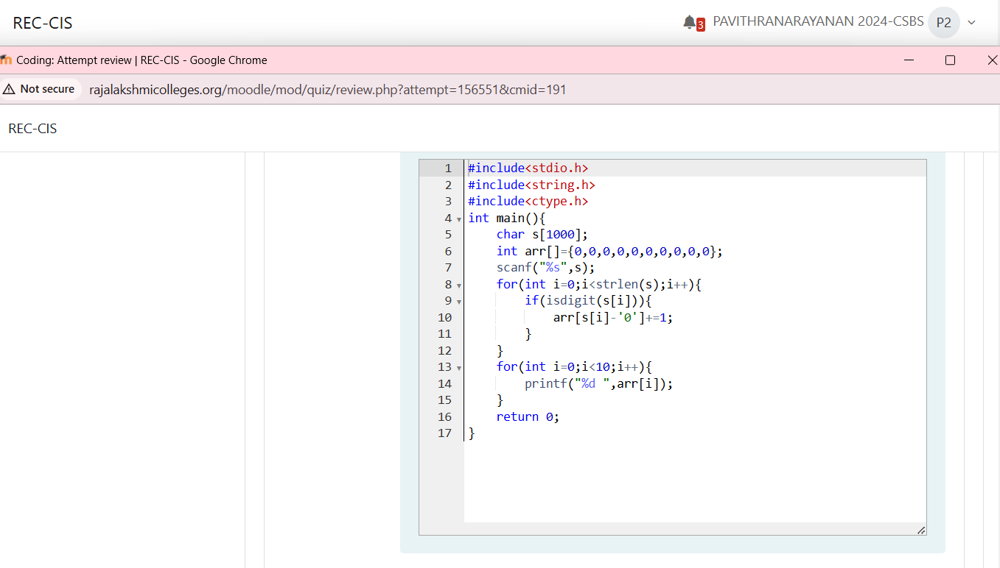 REC-CIS
3 PAVITHRANARAYANAN 2024-CSBS P2
Coding: Attempt review | REC-CIS - Google Chrome
Not secure rajalakshmicolleges.org/moodle/mod/quiz/review.php?attempt=156551&cmid=191
REC-CIS
1 #include<stdio.h>
2 #include<string.h>
3 #include<ctype.h>
4 int main(){
5     char s[1000];
6     int arr[]={0,0,0,0,0,0,0,0,0,0};
7     scanf("%s",s);
8     for(int i=0;i<strlen(s);i++){
9         if(isdigit(s[i])){
10             arr[s[i]-'0']+=1;
11         }
12     }
13     for(int i=0;i<10;i++){
14         printf("%d ",arr[i]);
15     }
16     return 0;
17 }